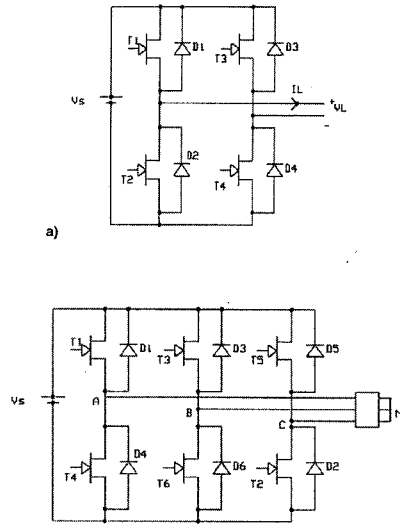 T1 D1 T3 D3
Vs IL + VL
-
T2 D2 T4 D4
a)
T1 D1 T3 D3 T5 D5
Vs A B C M
T4 D4 T6 D6 T2 D2